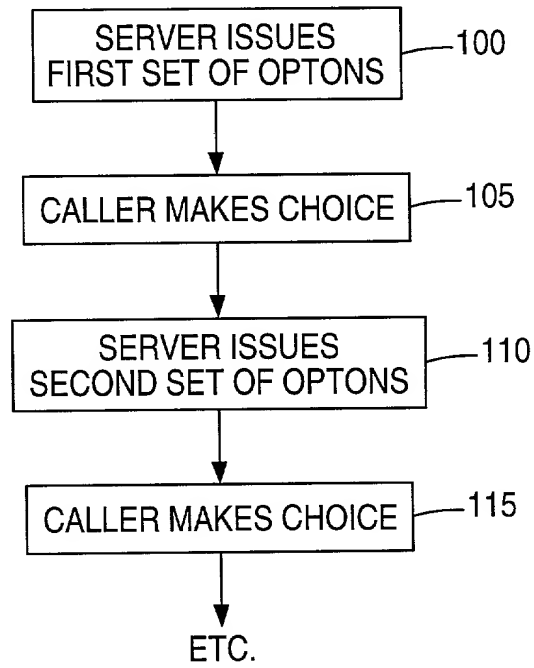 SERVER ISSUES
FIRST SET OF OPTONS
100
CALLER MAKES CHOICE
105
SERVER ISSUES
SECOND SET OF OPTONS
110
CALLER MAKES CHOICE
115
ETC.